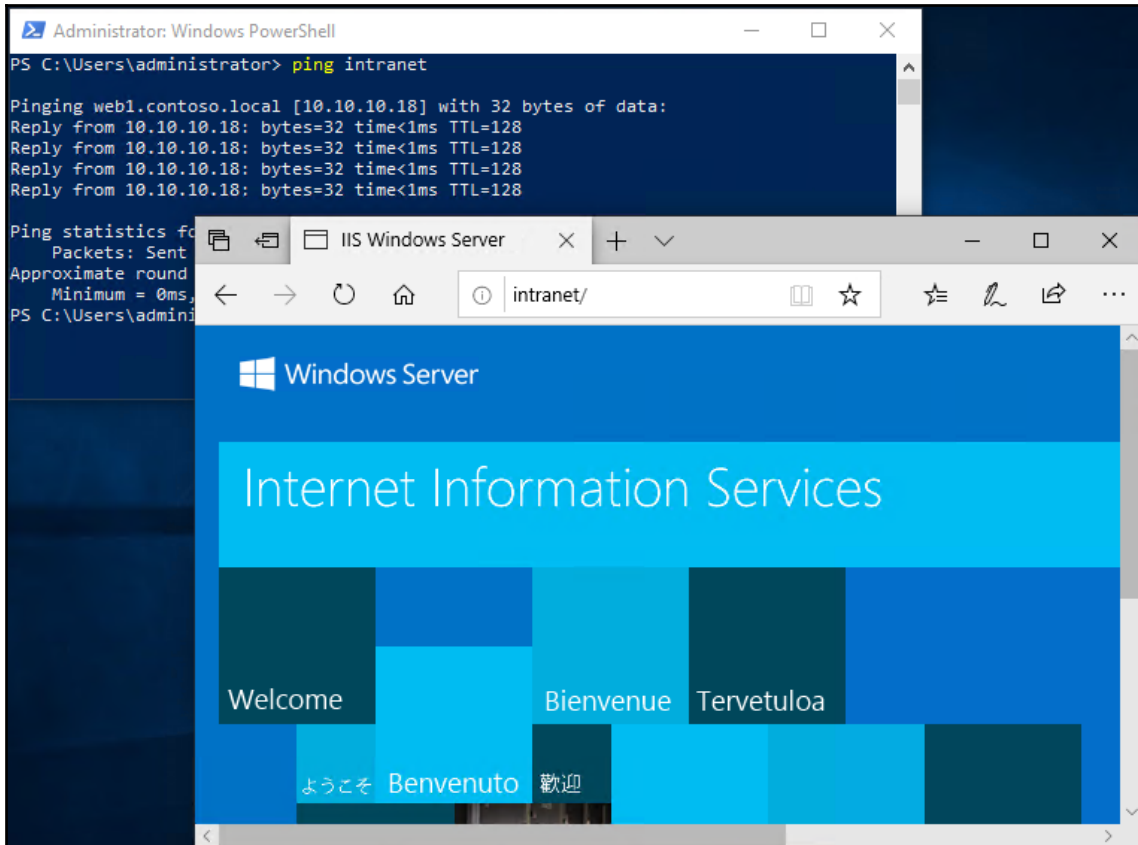 Administrator: Windows PowerShell
PS C:\Users\administrator> ping intranet
Pinging web1.contoso.local [10.10.10.18] with 32 bytes of data:
Reply from 10.10.10.18: bytes=32 time<1ms TTL=128
Reply from 10.10.10.18: bytes=32 time<1ms TTL=128
Reply from 10.10.10.18: bytes=32 time<1ms TTL=128
Reply from 10.10.10.18: bytes=32 time<1ms TTL=128
Ping statistics fo
Packets: Sent
Approximate round
Minimum = 0ms,
PS C:\Users\admini
IIS Windows Server
intranet/
Windows Server
Internet Information Services
Welcome
Bienvenue
Tervetuloa
ようこそ
Benvenuto
歡迎